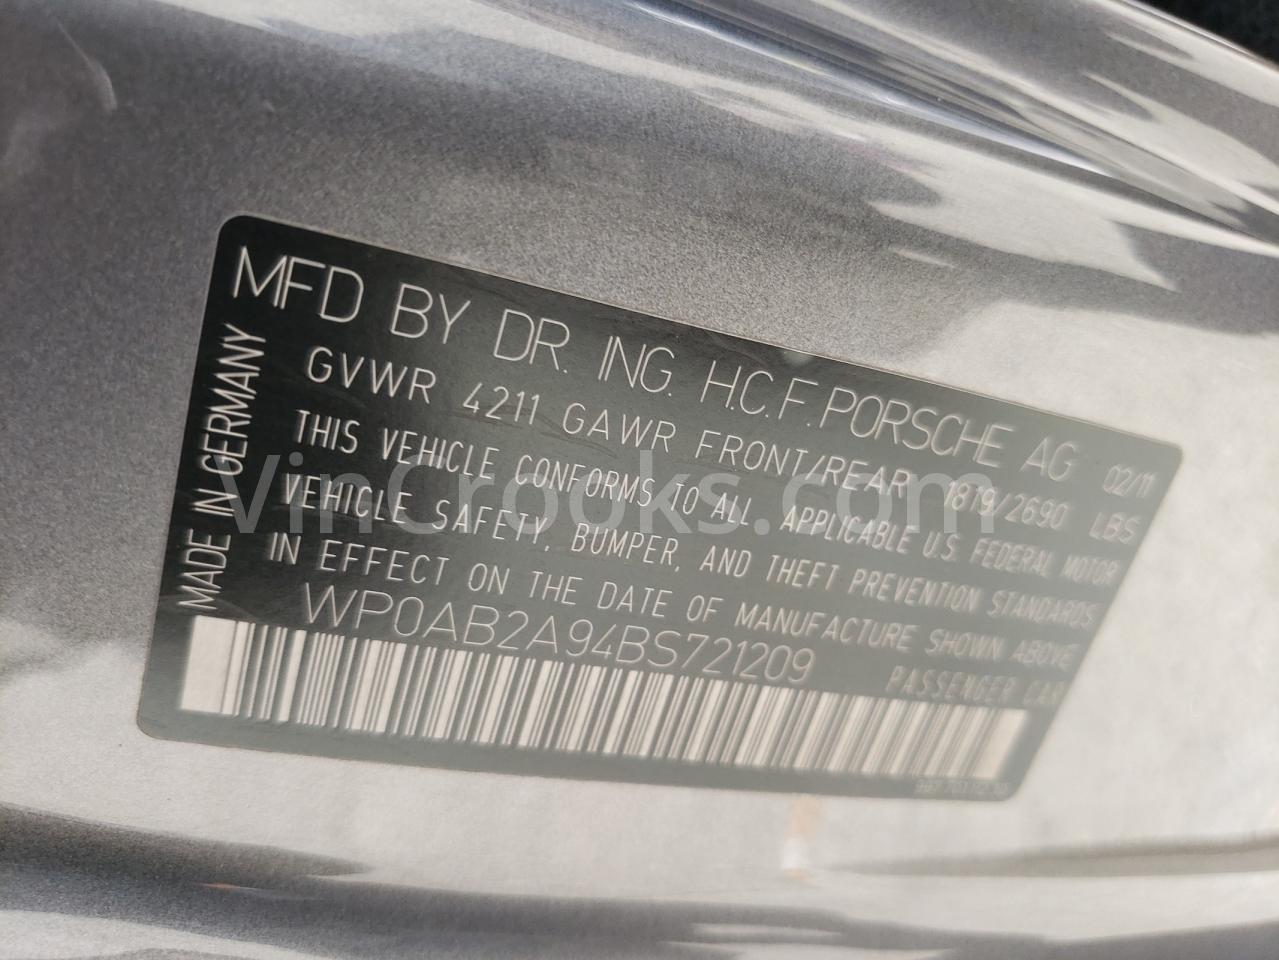 MFD BY DR. ING. H.C.F. PORSCHE AG 02/11
GVWR 4211 GAWR FRONT/REAR 1819/2690 LBS
THIS VEHICLE CONFORMS TO ALL APPLICABLE U.S. FEDERAL MOTOR
VEHICLE SAFETY, BUMPER, AND THEFT PREVENTION STANDARDS
IN EFFECT ON THE DATE OF MANUFACTURE SHOWN ABOVE
WP0AB2A94BS721209 PASSENGER CAR
MADE IN GERMANY
VinCrooks.com